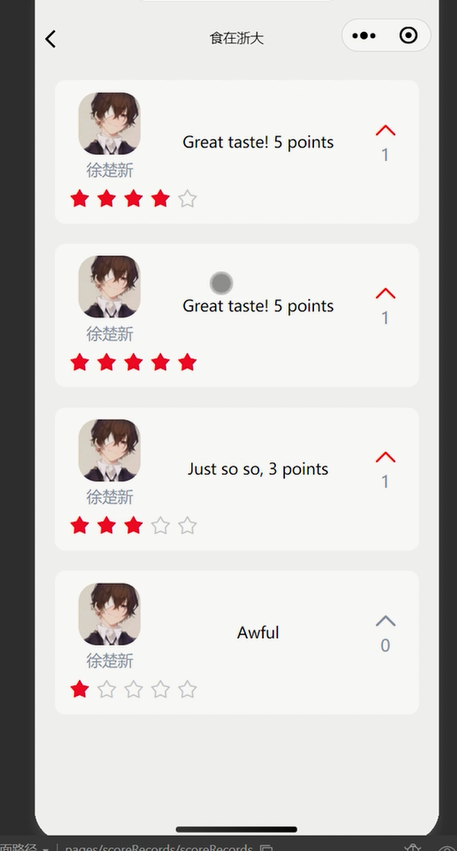 食在浙大
Great taste! 5 points
1
徐楚新
Great taste! 5 points
1
徐楚新
Just so so, 3 points
1
徐楚新
Awful
0
徐楚新
面路径 | pages/scoreRecords/scoreRecords